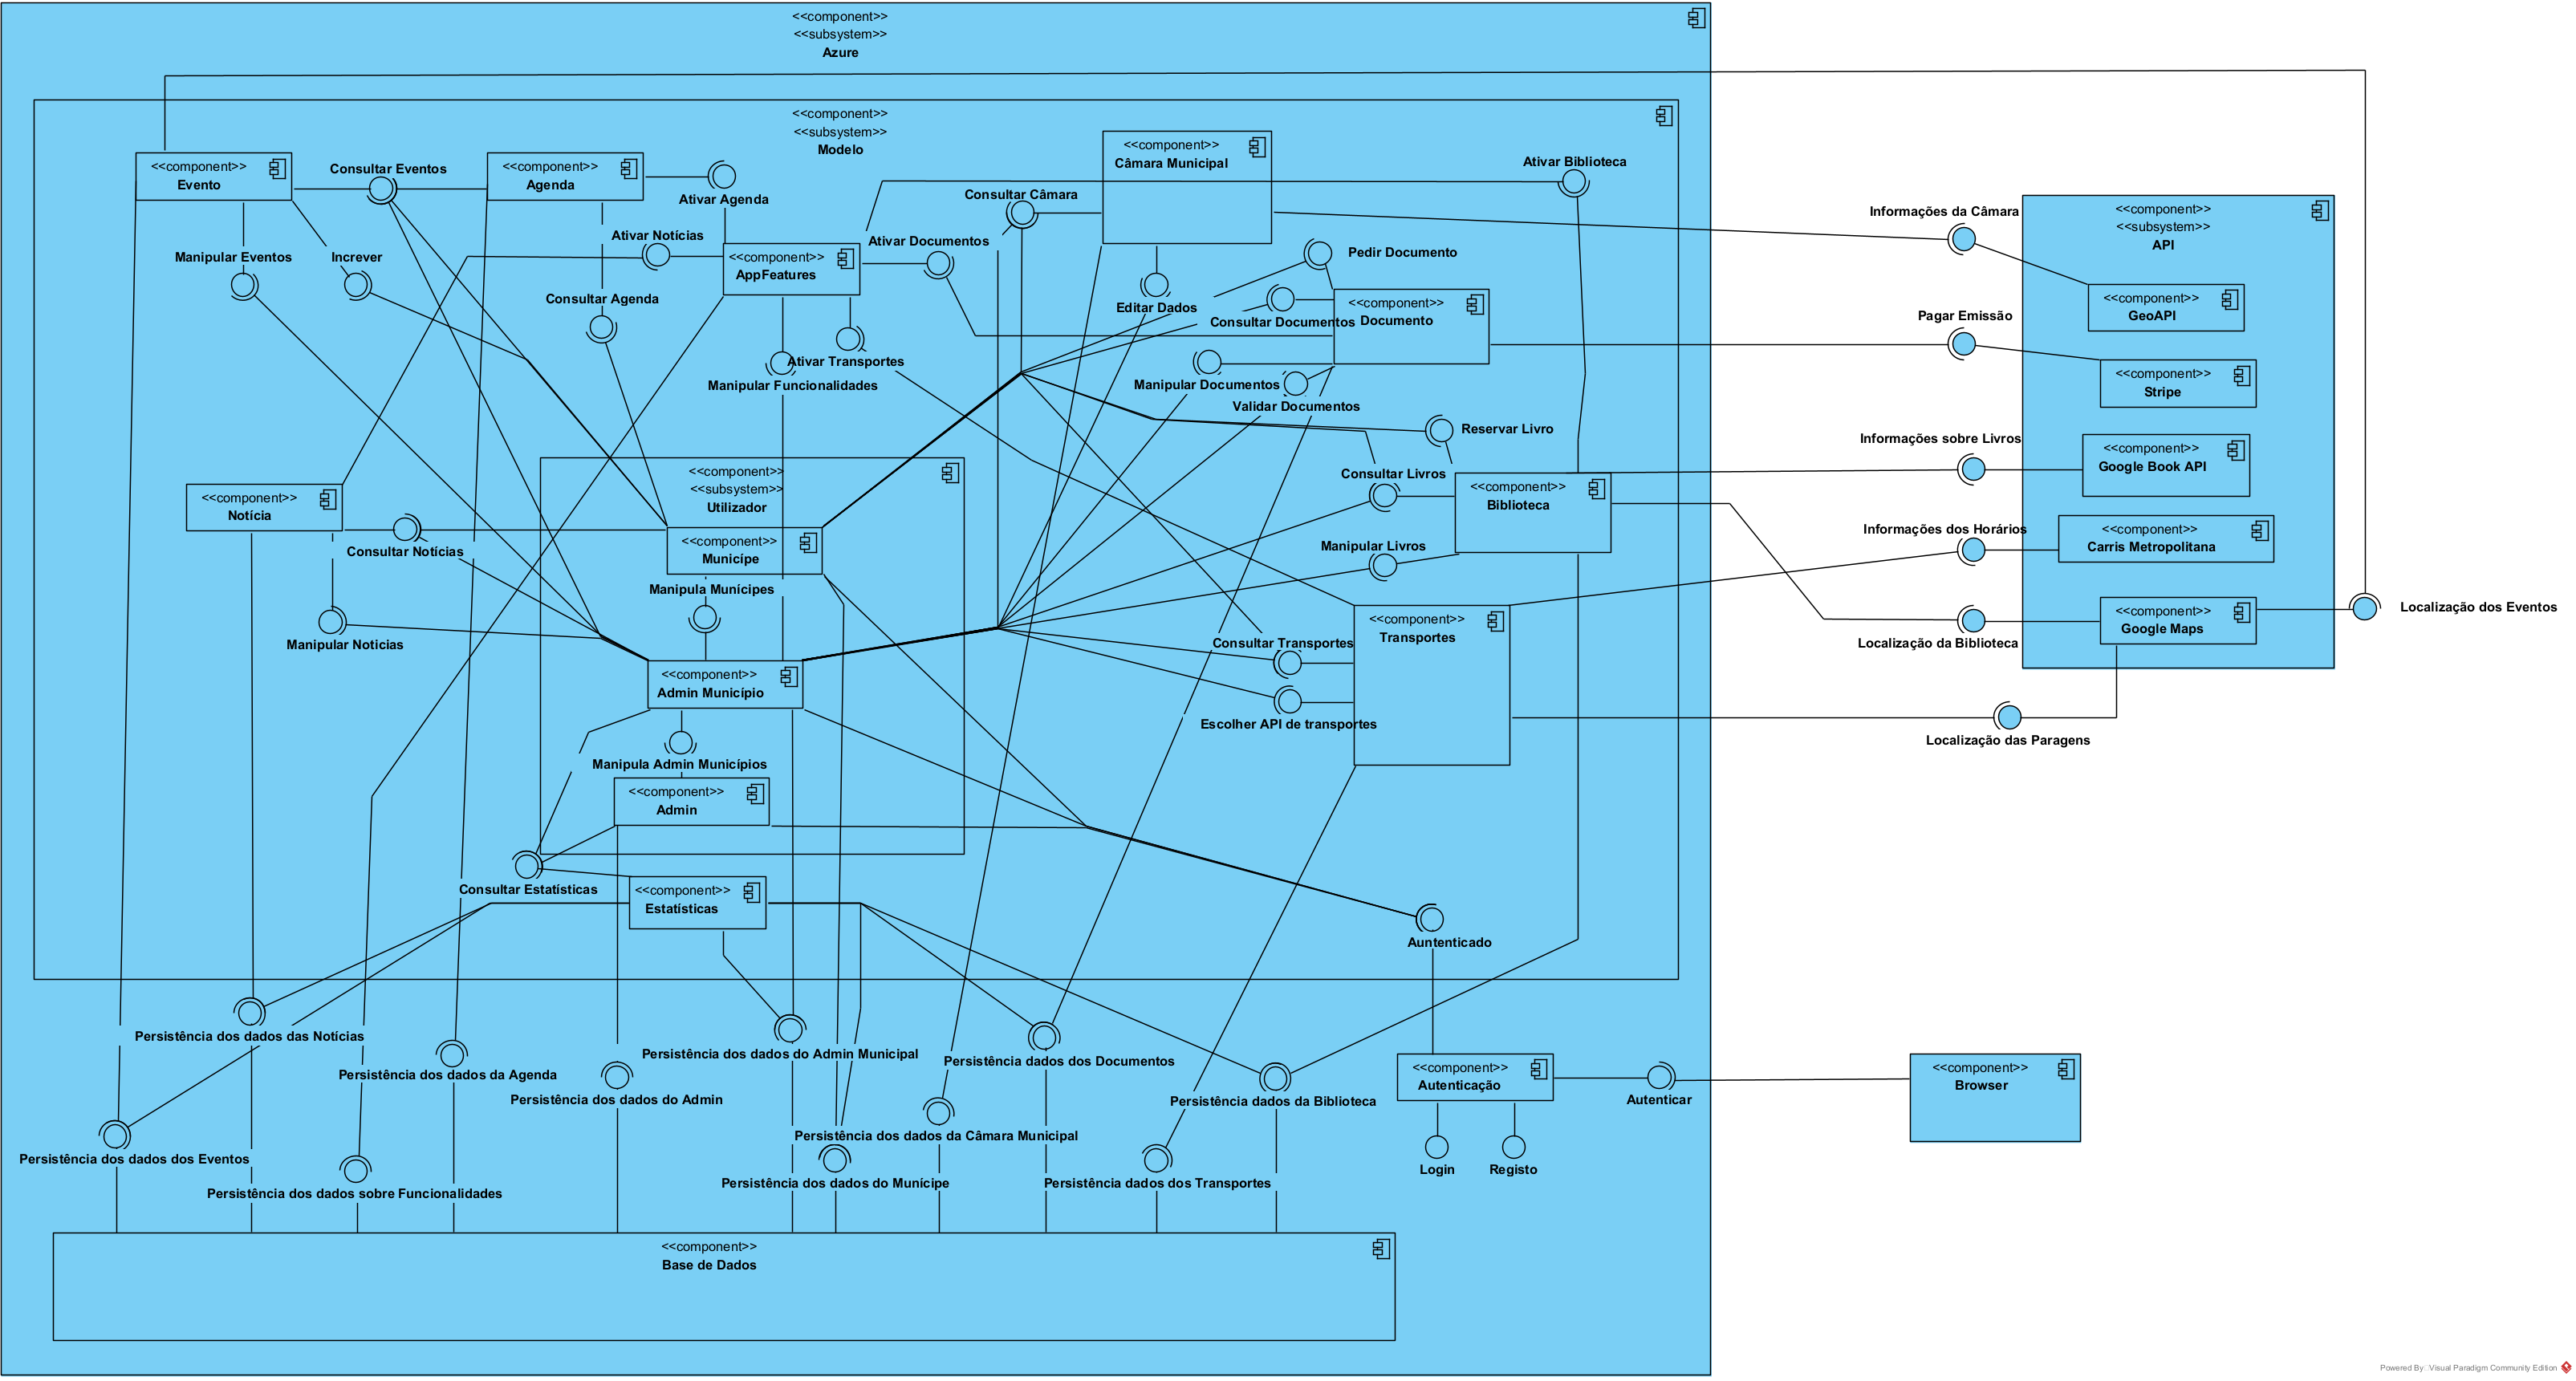 <<component>>
<<subsystem>>
Azure
<<component>>
<<subsystem>>
Modelo
<<component>>
Evento
Consultar Eventos
<<component>>
Agenda
Ativar Agenda
<<component>>
Câmara Municipal
Ativar Biblioteca
Consultar Câmara
Manipular Eventos
Increver
Ativar Notícias
Consultar Agenda
<<component>>
AppFeatures
Ativar Documentos
Editar Dados
Pedir Documento
Consultar Documentos
<<component>>
Documento
Ativar Transportes
Manipular Funcionalidades
Manipular Documentos
Validar Documentos
Reservar Livro
Consultar Livros
<<component>>
Biblioteca
Manipular Livros
<<component>>
<<subsystem>>
Utilizador
<<component>>
Notícia
Consultar Notícias
Manipular Noticias
<<component>>
Municípe
Manipula Munícipes
<<component>>
Admin Município
Manipula Admin Municípios
<<component>>
Admin
Consultar Transportes
<<component>>
Transportes
Escolher API de transportes
Consultar Estatísticas
<<component>>
Estatísticas
Auntenticado
Persistência dos dados das Notícias
Persistência dos dados da Agenda
Persistência dos dados do Admin
Persistência dos dados do Admin Municipal
Persistência dados dos Documentos
Persistência dados da Biblioteca
Persistência dos dados da Câmara Municipal
Persistência dos dados dos Eventos
Persistência dos dados sobre Funcionalidades
Persistência dos dados do Munícipe
Persistência dados dos Transportes
<<component>>
Autenticação
Login
Registo
Autenticar
<<component>>
Browser
<<component>>
Base de Dados
<<component>>
<<subsystem>>
API
Informações da Câmara
<<component>>
GeoAPI
Pagar Emissão
<<component>>
Stripe
Informações sobre Livros
<<component>>
Google Book API
Informações dos Horários
<<component>>
Carris Metropolitana
<<component>>
Google Maps
Localização dos Eventos
Localização da Biblioteca
Localização das Paragens
Powered By: Visual Paradigm Community Edition